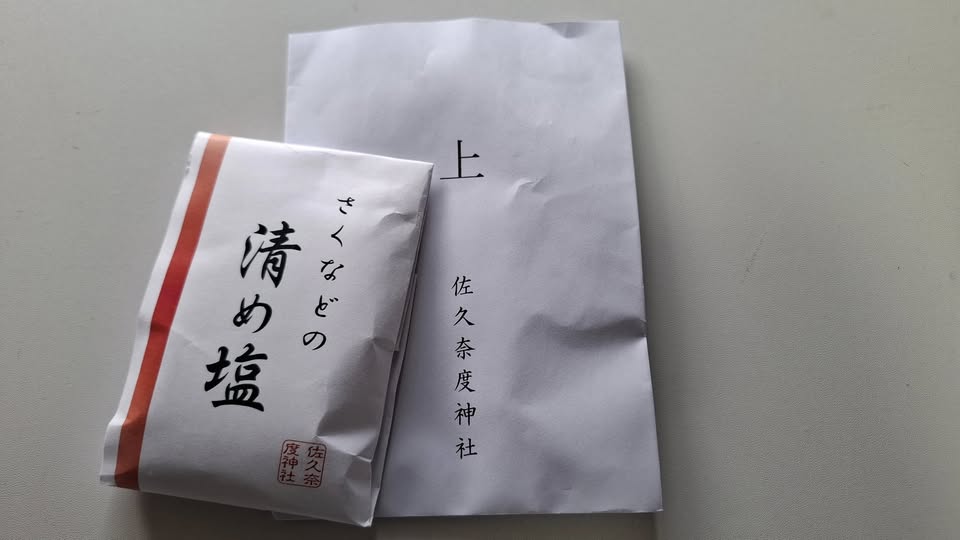 上
佐久奈度神社
さくなどの
清め塩
佐久奈
度神社